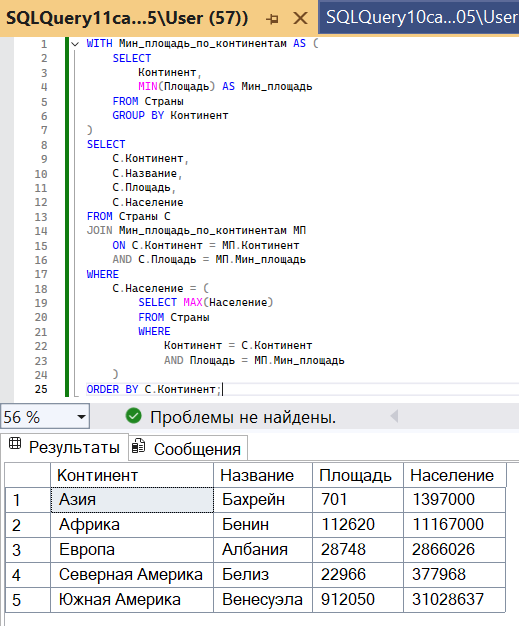 SQLQuery11ca...5\User (57)) SQLQuery10ca...05\User
1 WITH Мин_площадь_по_континентам AS (
2 SELECT
3 Континент,
4 MIN(Площадь) AS Мин_площадь
5 FROM Страны
6 GROUP BY Континент
7 )
8 SELECT
9 С.Континент,
10 С.Название,
11 С.Площадь,
12 С.Население
13 FROM Страны С
14 JOIN Мин_площадь_по_континентам МП
15 ON С.Континент = МП.Континент
16 AND С.Площадь = МП.Мин_площадь
17 WHERE
18 С.Население = (
19 SELECT MAX(Население)
20 FROM Страны
21 WHERE
22 Континент = С.Континент
23 AND Площадь = МП.Мин_площадь
24 )
25 ORDER BY С.Континент;
56 % Проблемы не найдены.
Результаты Сообщения
Континент Название Площадь Население
1 Азия Бахрейн 701 1397000
2 Африка Бенин 112620 11167000
3 Европа Албания 28748 2866026
4 Северная Америка Белиз 22966 377968
5 Южная Америка Венесуэла 912050 31028637